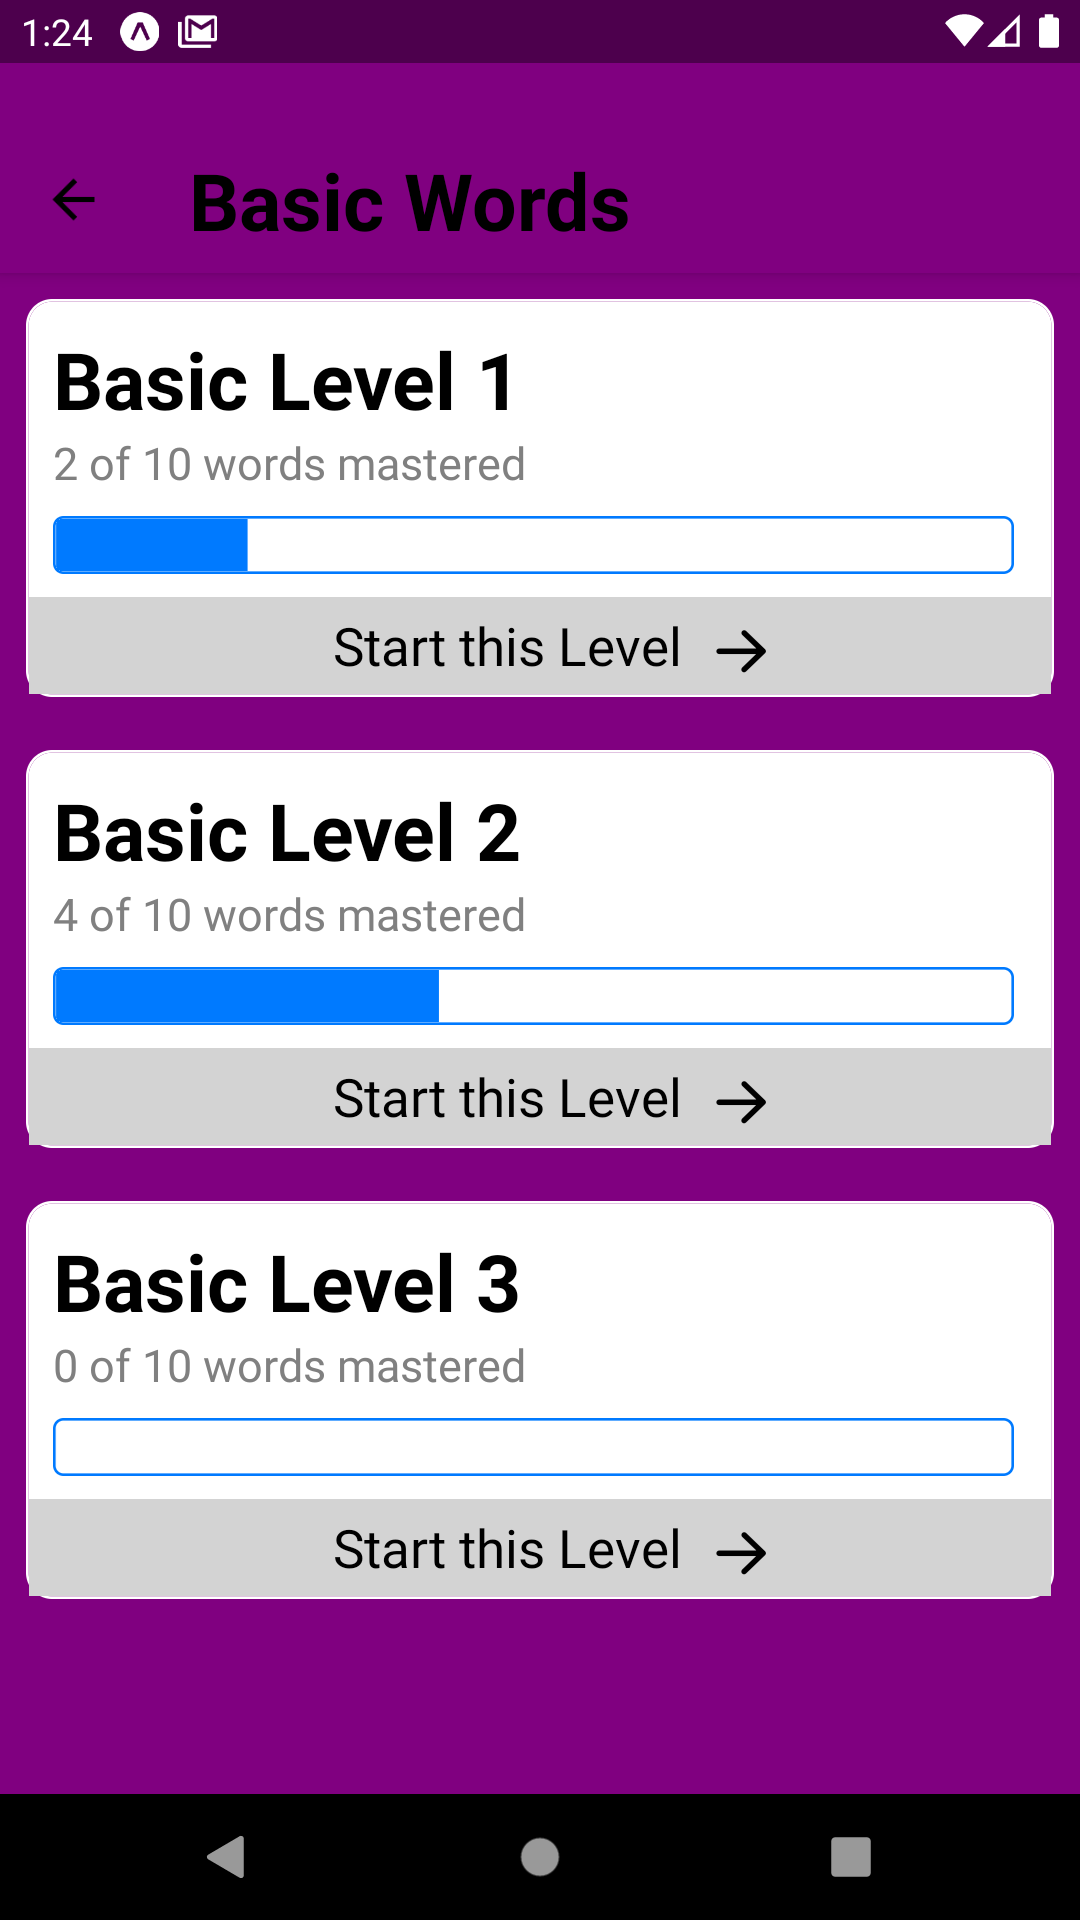 1:24
Basic Words
Basic Level 1
2 of 10 words mastered
Start this Level
Basic Level 2
4 of 10 words mastered
Start this Level
Basic Level 3
0 of 10 words mastered
Start this Level